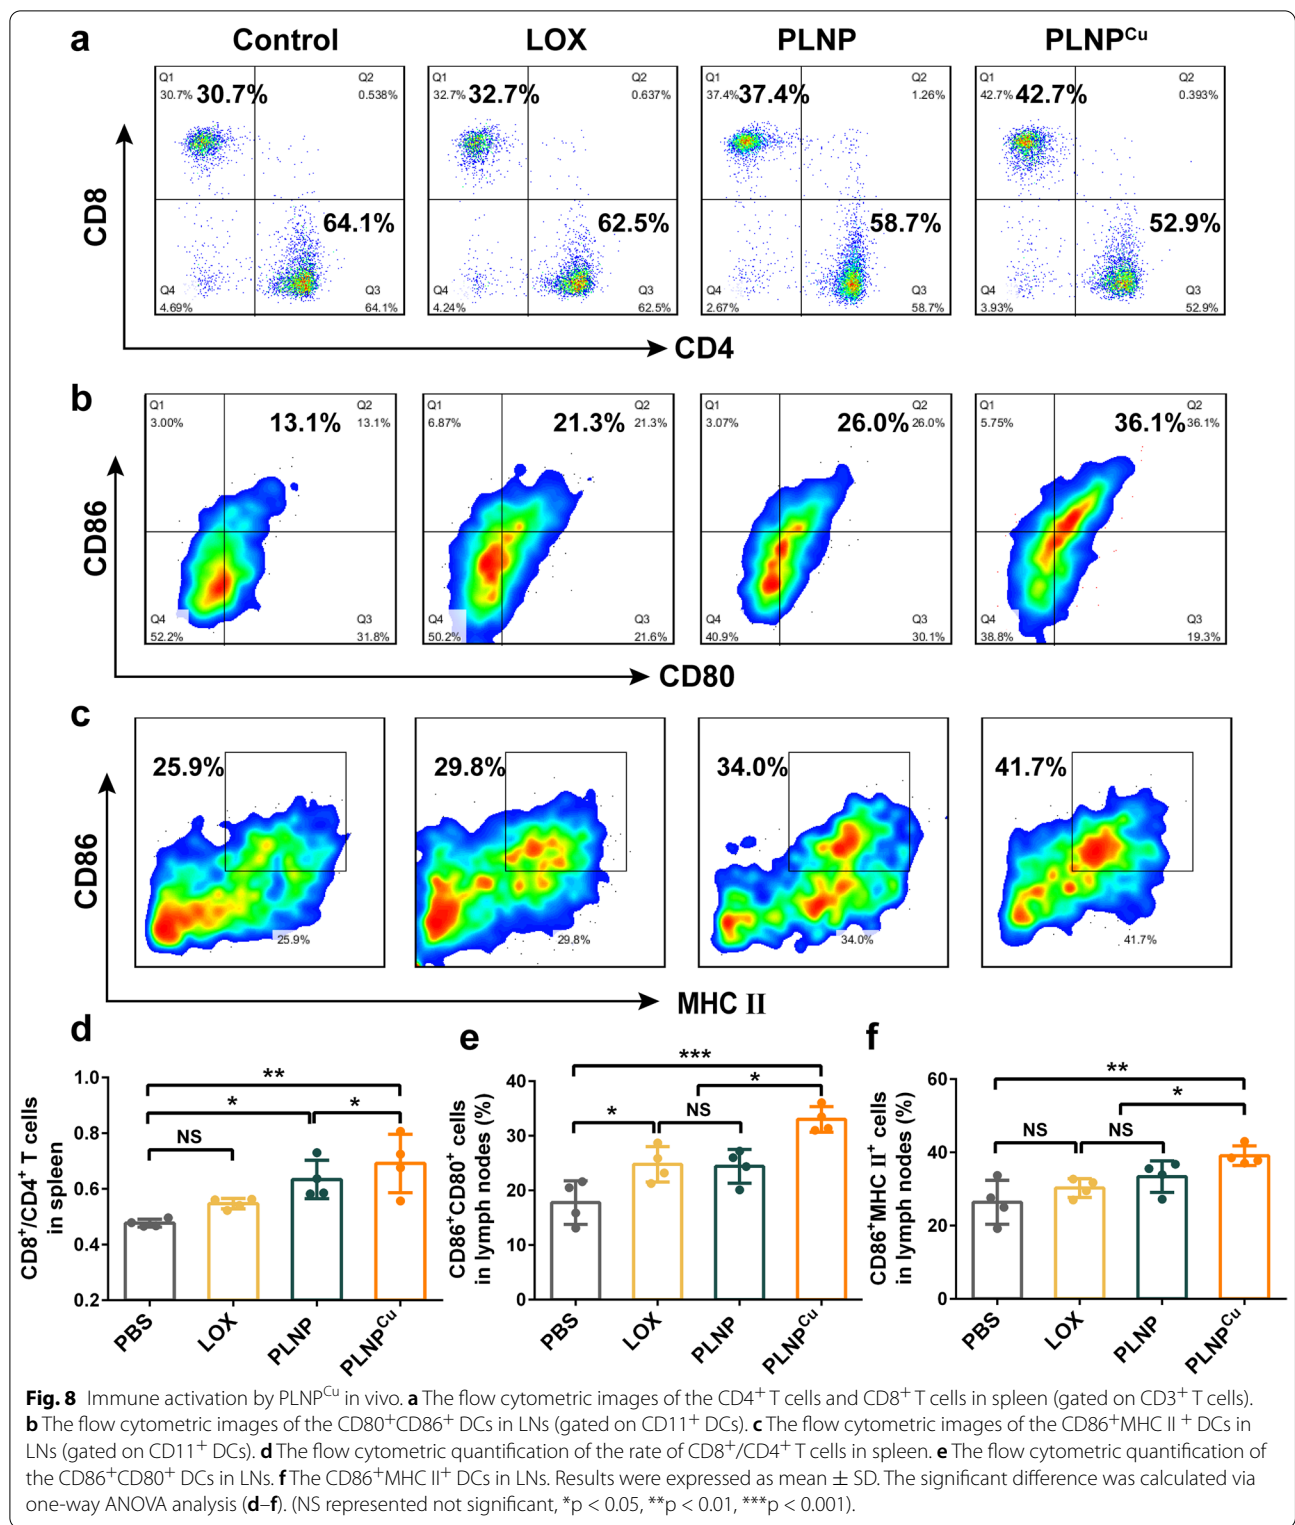 a
Control LOX PLNP PLNPCu
Q1 Q2 Q1 Q2 Q1 Q2 Q1 Q2
30.7% 30.7% 0.538% 32.7% 32.7% 0.637% 37.4% 37.4% 1.26% 42.7% 42.7% 0.393%
CD8
64.1% 62.5% 58.7% 52.9%
Q4 Q3 Q4 Q3 Q4 Q3 Q4 Q3
4.69% 64.1% 4.24% 62.5% 2.67% 58.7% 3.93% 52.9%
CD4
b
Q1 Q2 Q1 Q2 Q1 Q2 Q1 Q2
3.00% 13.1% 13.1% 6.87% 21.3% 21.3% 3.07% 26.0% 26.0% 5.75% 36.1% 36.1%
CD86
Q4 Q3 Q4 Q3 Q4 Q3 Q4 Q3
52.2% 31.8% 50.2% 21.6% 40.9% 30.1% 38.8% 19.3%
CD80
c
25.9% 29.8% 34.0% 41.7%
CD86
25.9% 29.8% 34.0% 41.7%
MHC II
d
CD8+/CD4+ T cells
in spleen
1.0
0.8
0.6
0.4
0.2
**
* *
NS
PBS LOX PLNP PLNPCu
e
CD86+CD80+ cells
in lymph nodes (%)
40
30
20
10
0
***
*
* NS
PBS LOX PLNP PLNPCu
f
CD86+MHC II+ cells
in lymph nodes (%)
60
40
20
0
**
*
NS NS
PBS LOX PLNP PLNPCu
Fig. 8 Immune activation by PLNPCu in vivo. a The flow cytometric images of the CD4+ T cells and CD8+ T cells in spleen (gated on CD3+ T cells).
b The flow cytometric images of the CD80+CD86+ DCs in LNs (gated on CD11+ DCs). c The flow cytometric images of the CD86+MHC II + DCs in
LNs (gated on CD11+ DCs). d The flow cytometric quantification of the rate of CD8+/CD4+ T cells in spleen. e The flow cytometric quantification of
the CD86+CD80+ DCs in LNs. f The CD86+MHC II+ DCs in LNs. Results were expressed as mean ± SD. The significant difference was calculated via
one-way ANOVA analysis (d–f). (NS represented not significant, *p < 0.05, **p < 0.01, ***p < 0.001).